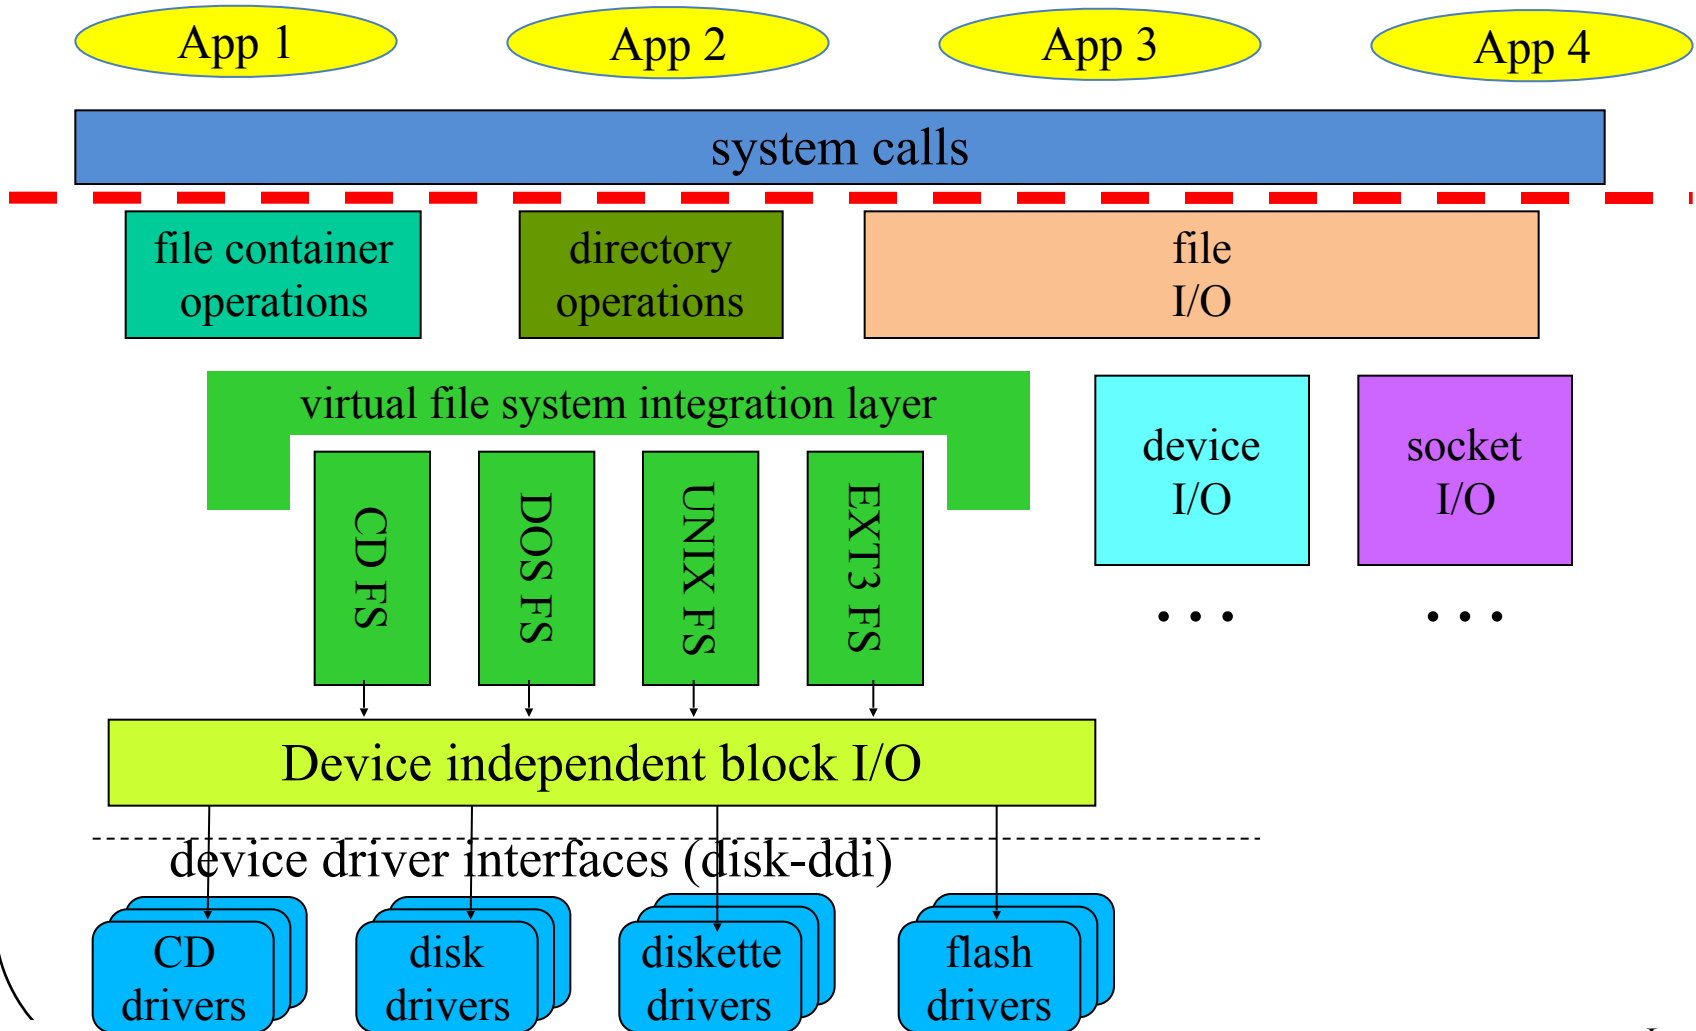 App 1
App 2
App 3
App 4
system calls
file container
operations
directory
operations
file
I/O
virtual file system integration layer
device
I/O
socket
I/O
CD FS
DOS FS
UNIX FS
EXT3 FS
. . .
. . .
Device independent block I/O
device driver interfaces (disk-ddi)
CD
drivers
disk
drivers
diskette
drivers
flash
drivers